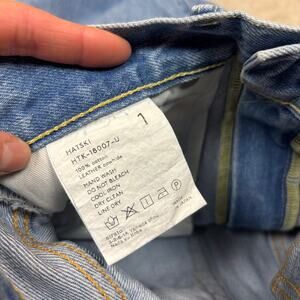 1
HATSKI
HTK-18007-U
100% cotton
LEATHER cowhide
HAND WASH
DO NOT BLEACH
COOL IRON
DRY CLEAN
LINE DRY